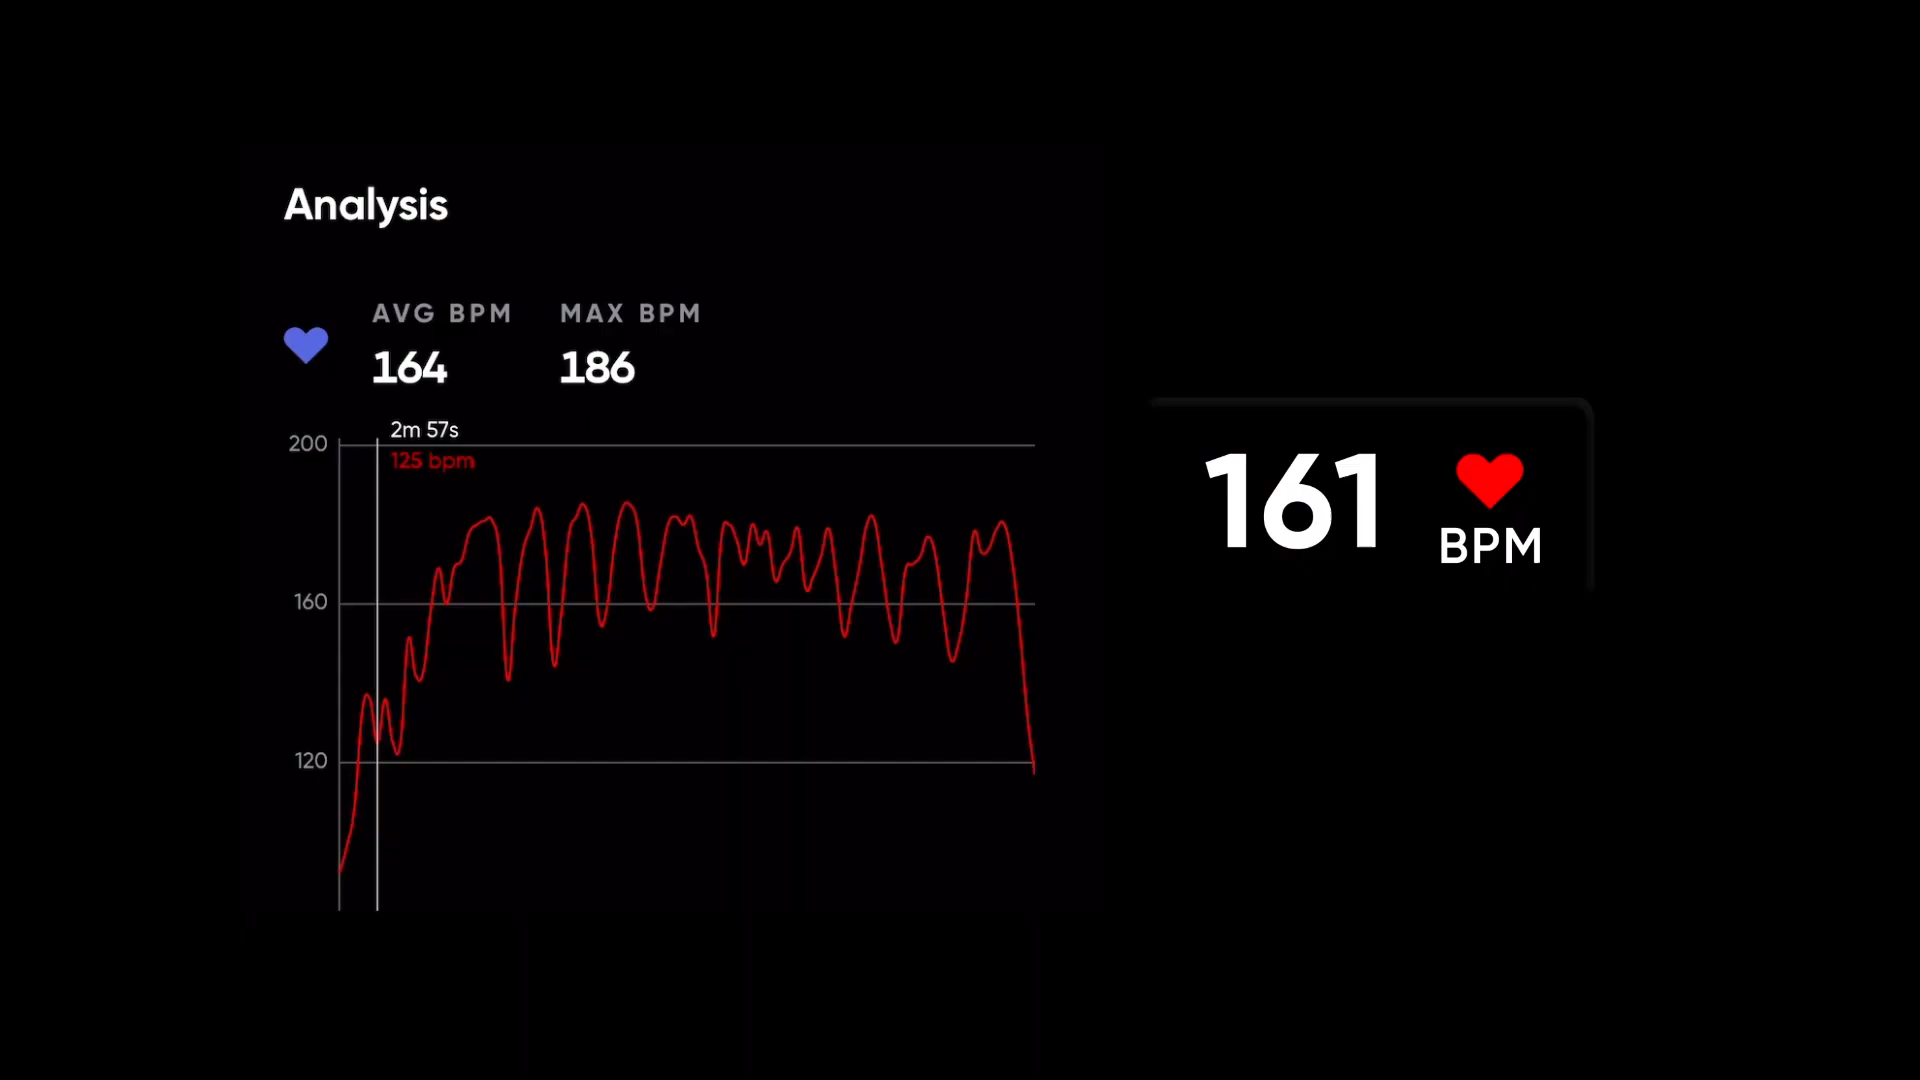 Analysis
AVG BPM MAX BPM
164 186
2m 57s
200
125 bpm
160
120
161
BPM